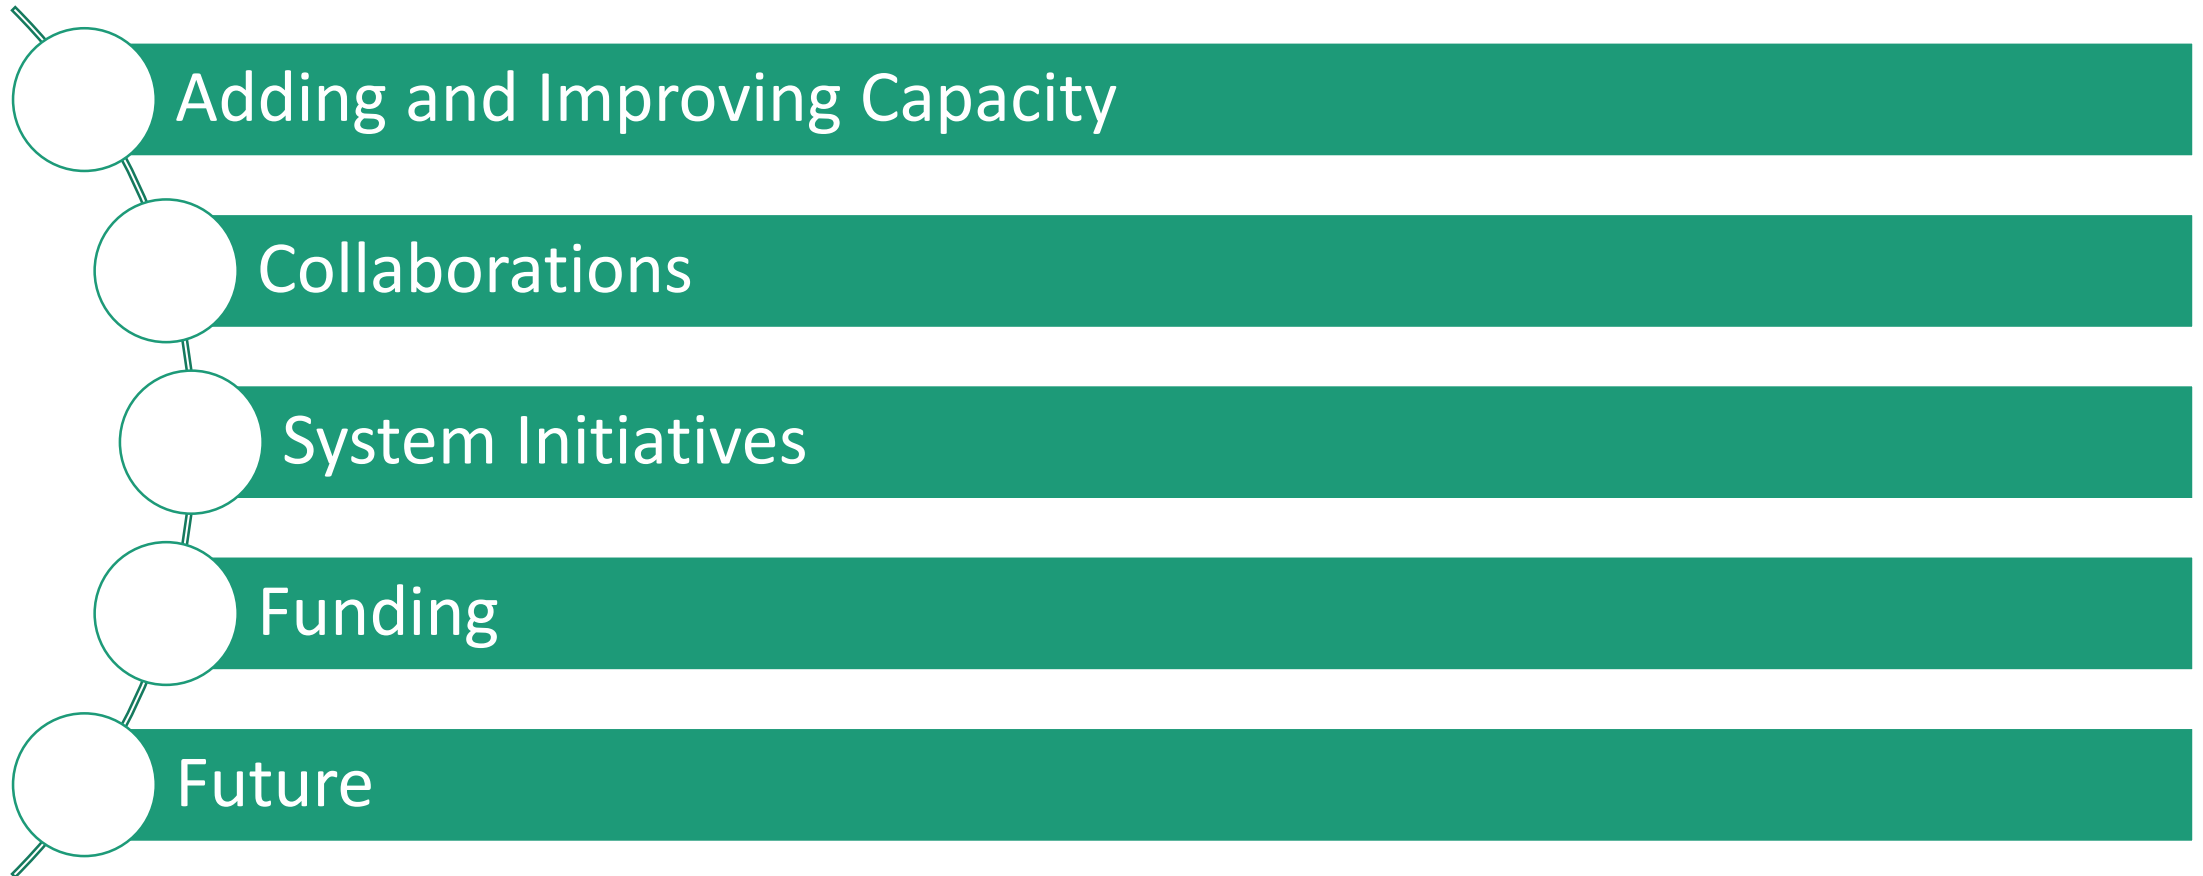 Adding and Improving Capacity
Collaborations
System Initiatives
Funding
Future